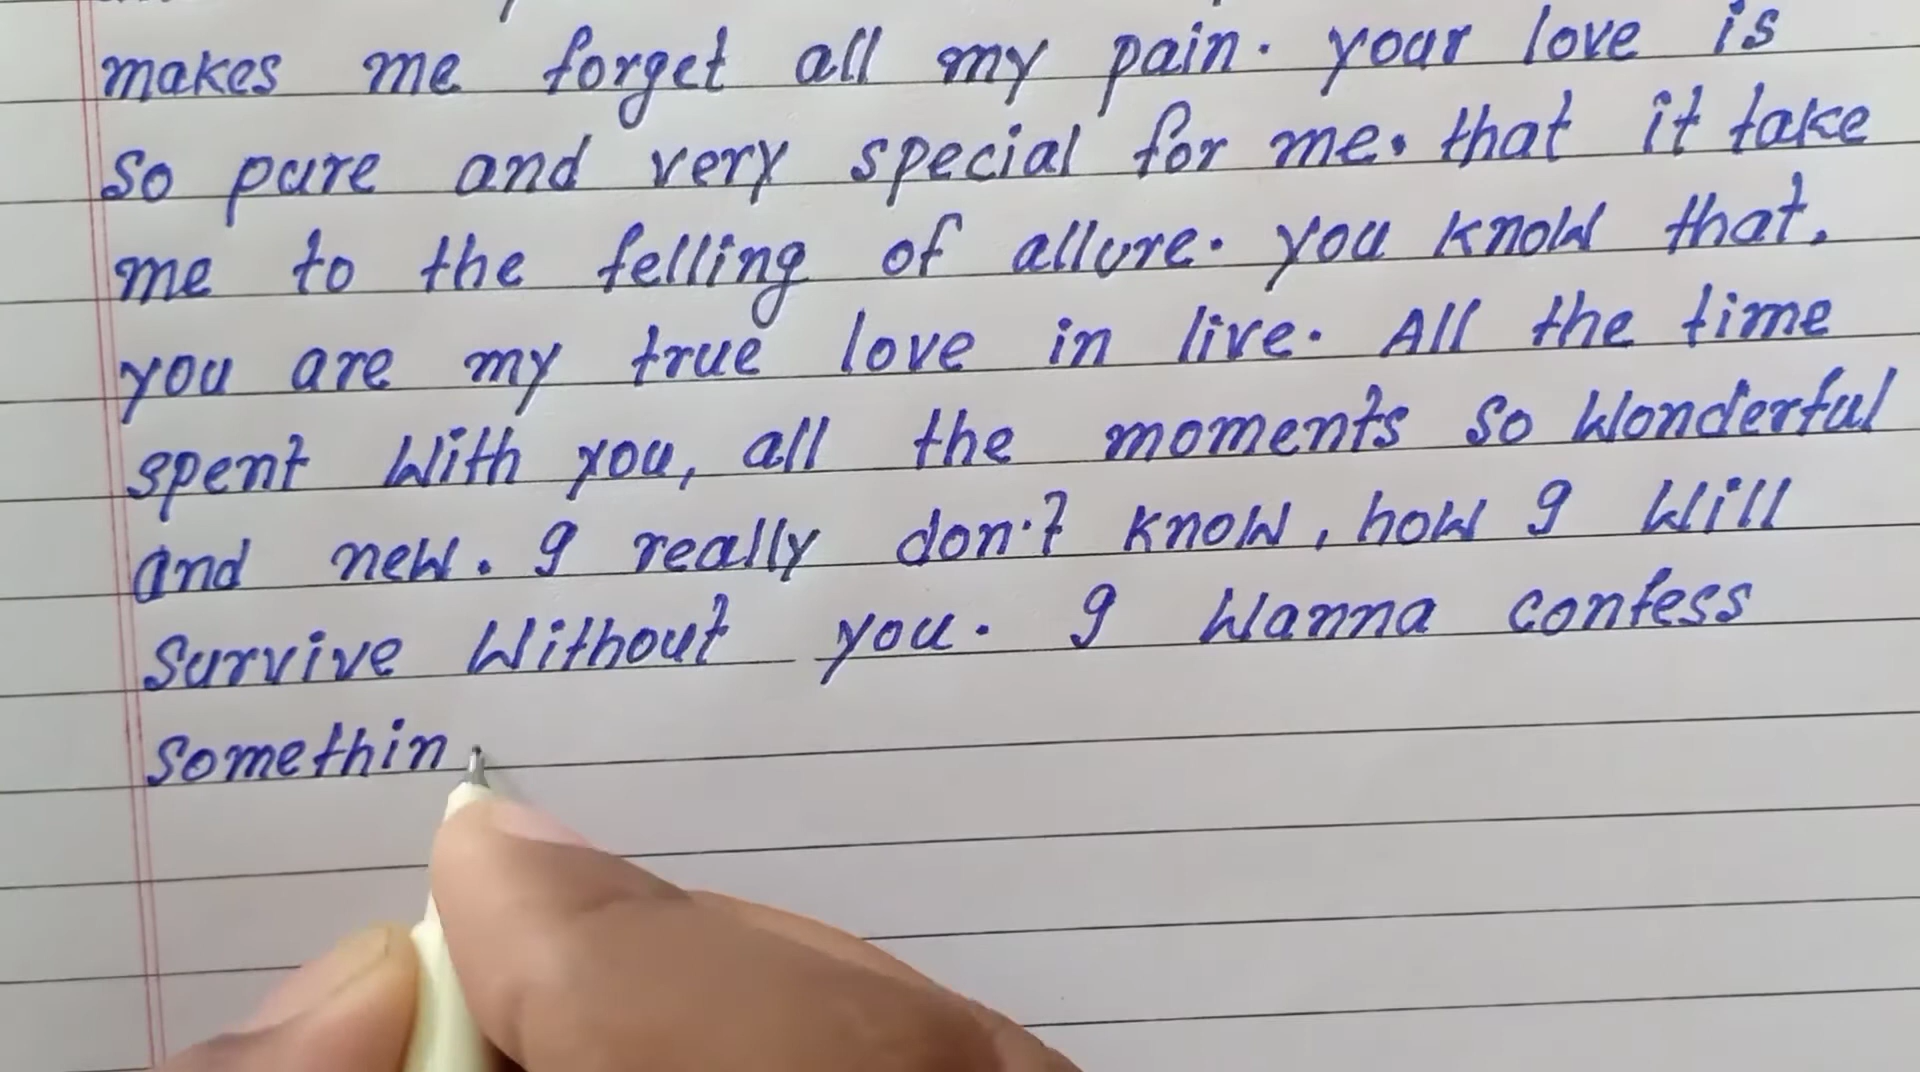 makes me forget all my pain. your love is
so pure and very special for me. that it take
me to the felling of allure. you know that.
you are my true love in live. All the time
spent with you, all the moments so wonderful
and new. I really don't know, how I will
survive without you. I wanna confess
somethin